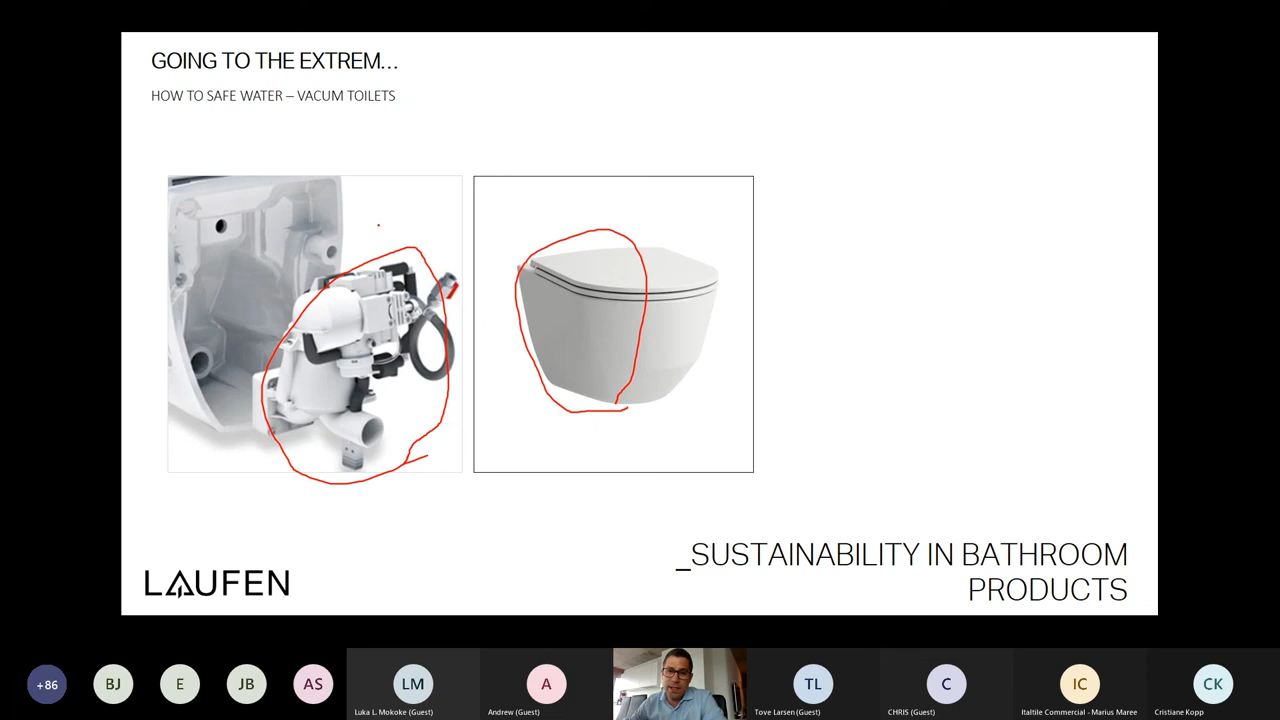 GOING TO THE EXTREM...
HOW TO SAFE WATER – VACUM TOILETS
_SUSTAINABILITY IN BATHROOM
PRODUCTS
LAUFEN
+86
BJ
E
JB
AS
LM
Luka L. Mokoke (Guest)
A
Andrew (Guest)
TL
Tove Larsen (Guest)
C
CHRIS (Guest)
IC
Italtile Commercial - Marius Maree
CK
Cristiane Kopp